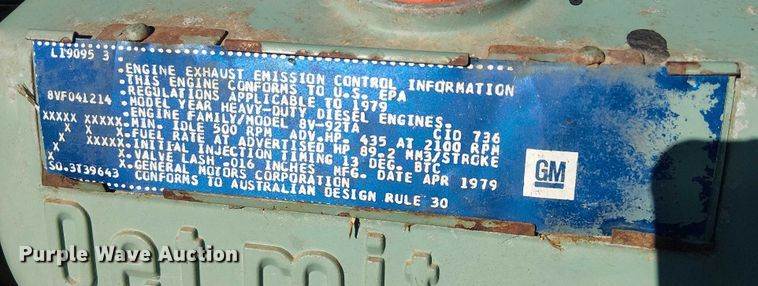 LI9095 3
8VF041214
XXXXX XXXXX.
X X.
X X X.
X
X X.
SO.3T39643
.ENGINE EXHAUST EMISSION CONTROL INFORMATION
.THIS ENGINE CONFORMS TO U.S. EPA
.REGULATIONS APPLICABLE TO 1979
.MODEL YEAR HEAVY-DUTY DIESEL ENGINES.
.ENGINE FAMILY/MODEL 8V-92TA CID 736
.MIN. IDLE 500 RPM ADV-HP 435 AT 2100 RPM
.FUEL RATE AT ADVERTISED HP 89.2 MM3/STROKE
.INITIAL INJECTION TIMING 13 DEG. BTC
.VALVE LASH .016 INCHES MFG. DATE APR 1979
.GENERAL MOTORS CORPORATION
CONFORMS TO AUSTRALIAN DESIGN RULE 30
GM
Detroit
Purple Wave Auction